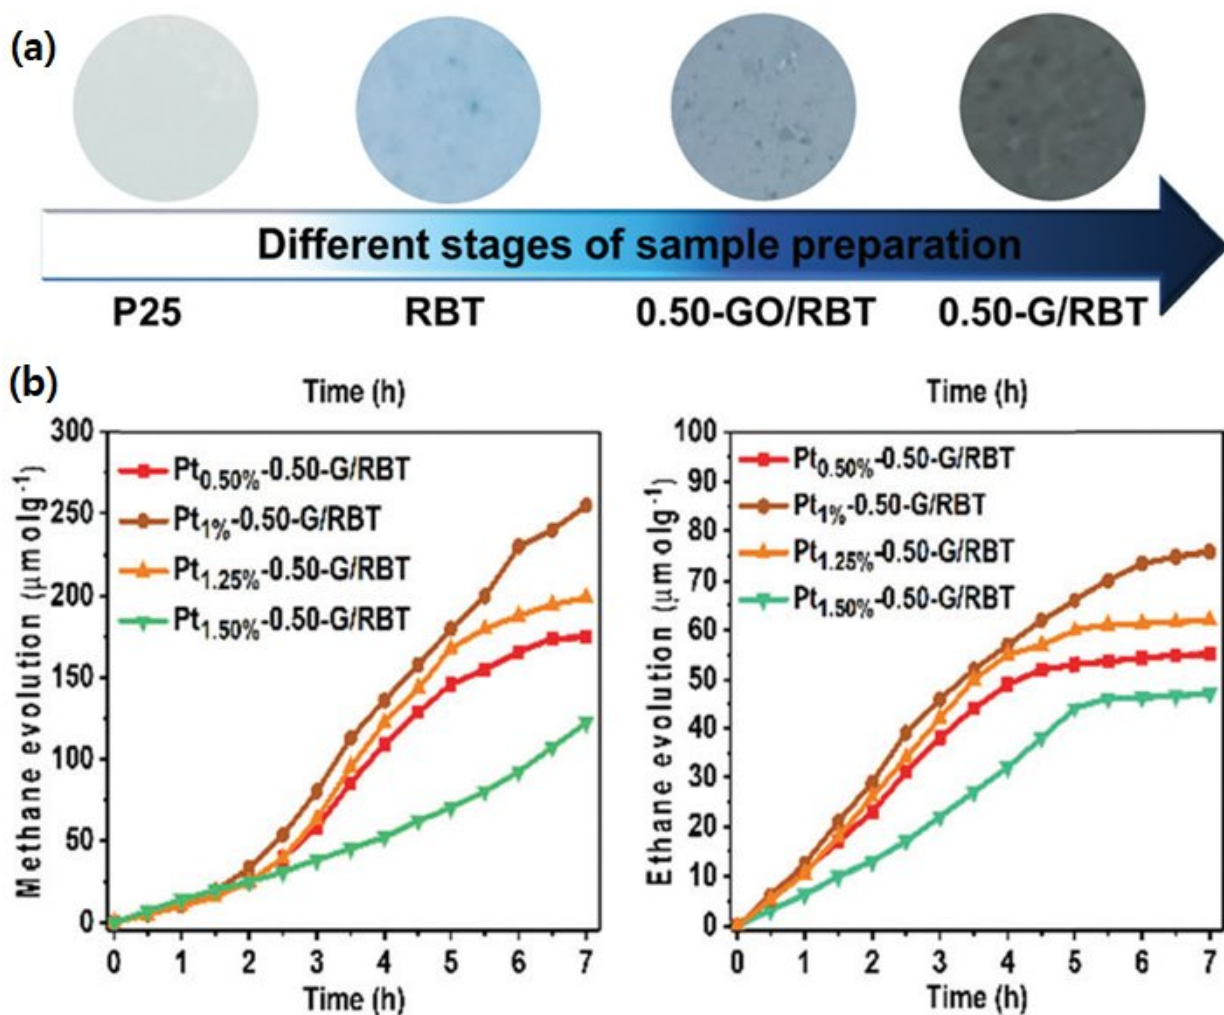 (a)
Different stages of sample preparation
P25
RBT
0.50-GO/RBT
0.50-G/RBT
(b)
Time (h)
Methane evolution (μmolg⁻¹)
300
250
200
150
100
50
0
Pt0.50%-0.50-G/RBT
Pt1%-0.50-G/RBT
Pt1.25%-0.50-G/RBT
Pt1.50%-0.50-G/RBT
0 1 2 3 4 5 6 7
Time (h)
Time (h)
Ethane evolution (μmolg⁻¹)
100
90
80
70
60
50
40
30
20
10
0
Pt0.50%-0.50-G/RBT
Pt1%-0.50-G/RBT
Pt1.25%-0.50-G/RBT
Pt1.50%-0.50-G/RBT
0 1 2 3 4 5 6 7
Time (h)